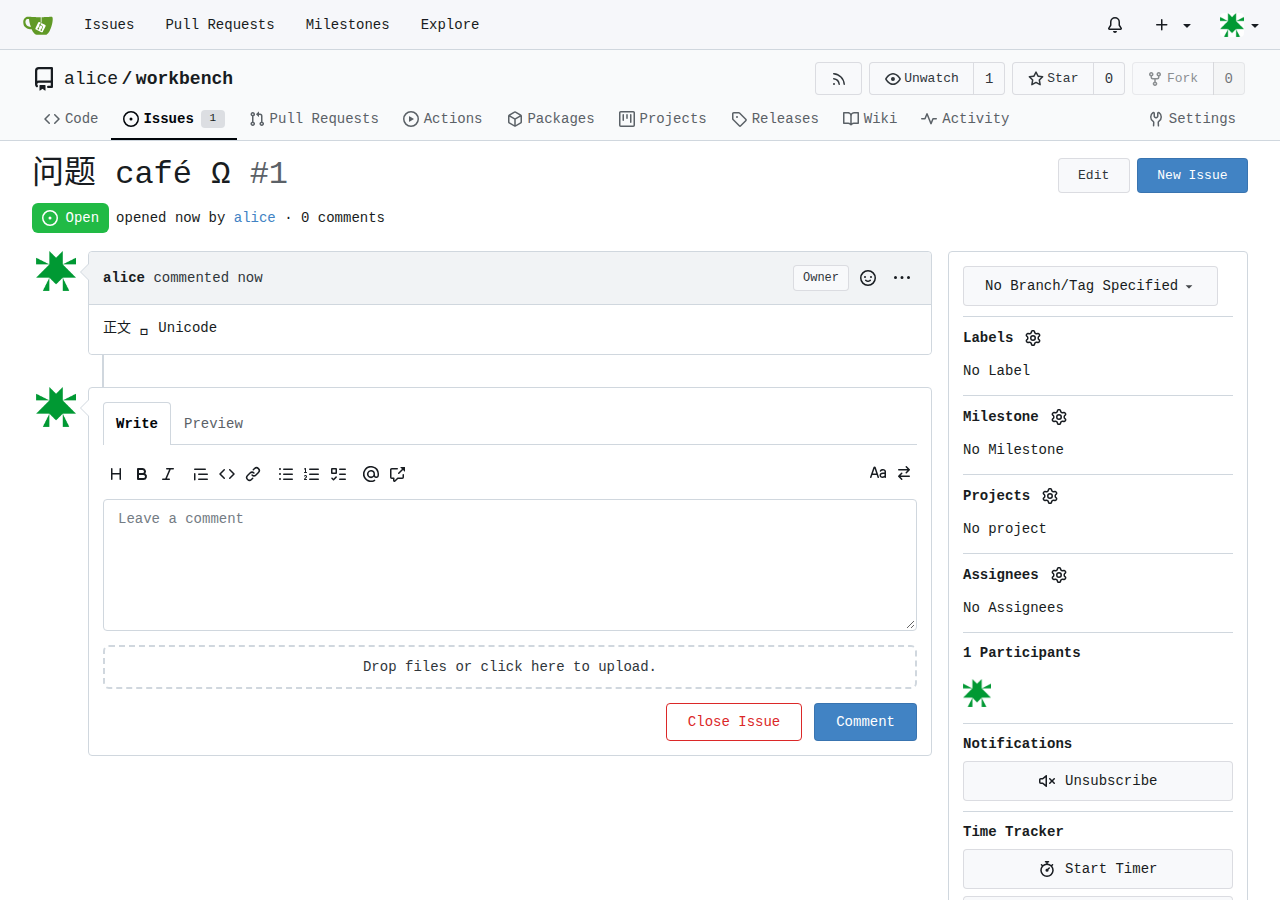 Issues Pull Requests Milestones Explore
alice/workbench
Unwatch 1 Star 0 Fork 0
Code Issues 1 Pull Requests Actions Packages Projects Releases Wiki Activity Settings
问题 café Ω #1
Edit New Issue
Open opened now by alice · 0 comments
alice commented now Owner
正文 Unicode
Write Preview
Leave a comment
Drop files or click here to upload.
Close Issue Comment
No Branch/Tag Specified
Labels
No Label
Milestone
No Milestone
Projects
No project
Assignees
No Assignees
1 Participants
Notifications
Unsubscribe
Time Tracker
Start Timer